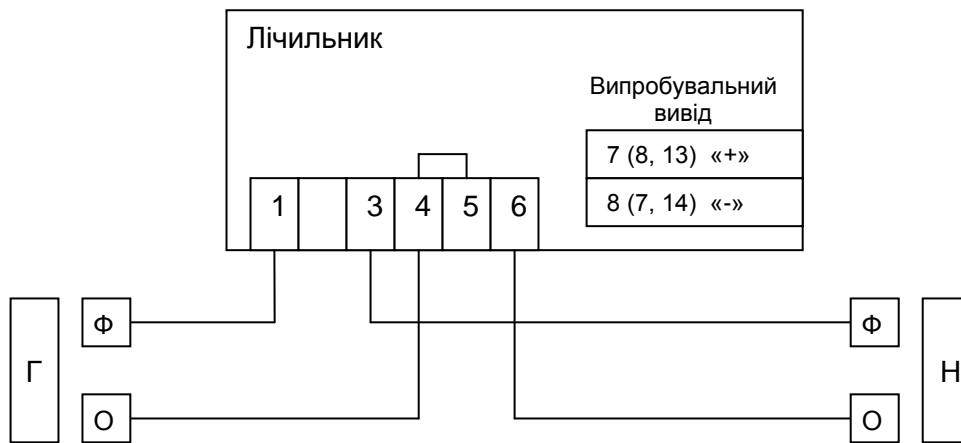 Лічильник
Випробувальний
вивід
7 (8, 13) «+»
8 (7, 14) «-»
1 3 4 5 6
Ф Ф
Г Н
О О